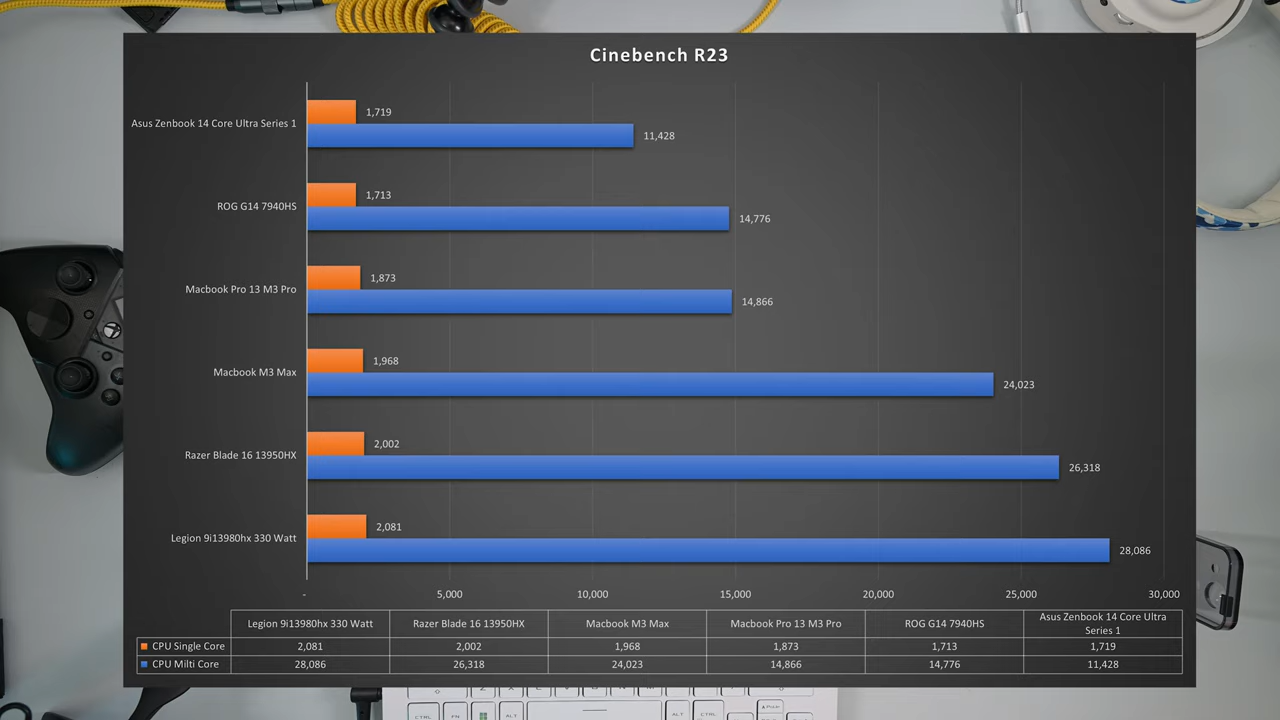 Cinebench R23
Asus Zenbook 14 Core Ultra Series 1
1,719
11,428
ROG G14 7940HS
1,713
14,776
Macbook Pro 13 M3 Pro
1,873
14,866
Macbook M3 Max
1,968
24,023
Razer Blade 16 13950HX
2,002
26,318
Legion 9i13980hx 330 Watt
2,081
28,086
- 5,000 10,000 15,000 20,000 25,000 30,000
Legion 9i13980hx 330 Watt Razer Blade 16 13950HX Macbook M3 Max Macbook Pro 13 M3 Pro ROG G14 7940HS Asus Zenbook 14 Core Ultra
Series 1
CPU Single Core 2,081 2,002 1,968 1,873 1,713 1,719
CPU Milti Core 28,086 26,318 24,023 14,866 14,776 11,428
CTRL FN ALT ALT CTRL